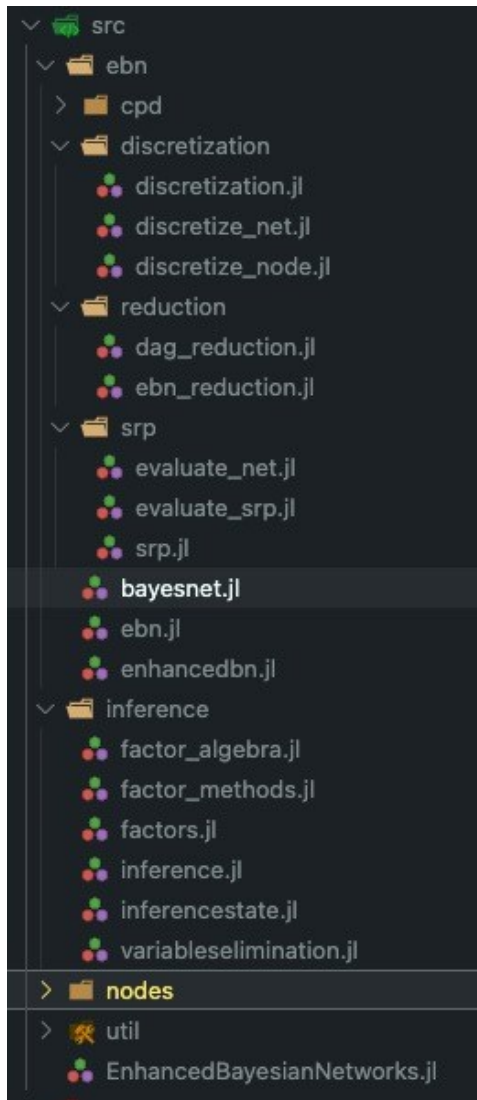 src
ebn
cpd
discretization
discretization.jl
discretize_net.jl
discretize_node.jl
reduction
dag_reduction.jl
ebn_reduction.jl
srp
evaluate_net.jl
evaluate_srp.jl
srp.jl
bayesnet.jl
ebn.jl
enhancedbn.jl
inference
factor_algebra.jl
factor_methods.jl
factors.jl
inference.jl
inferencestate.jl
variableselimination.jl
nodes
util
EnhancedBayesianNetworks.jl